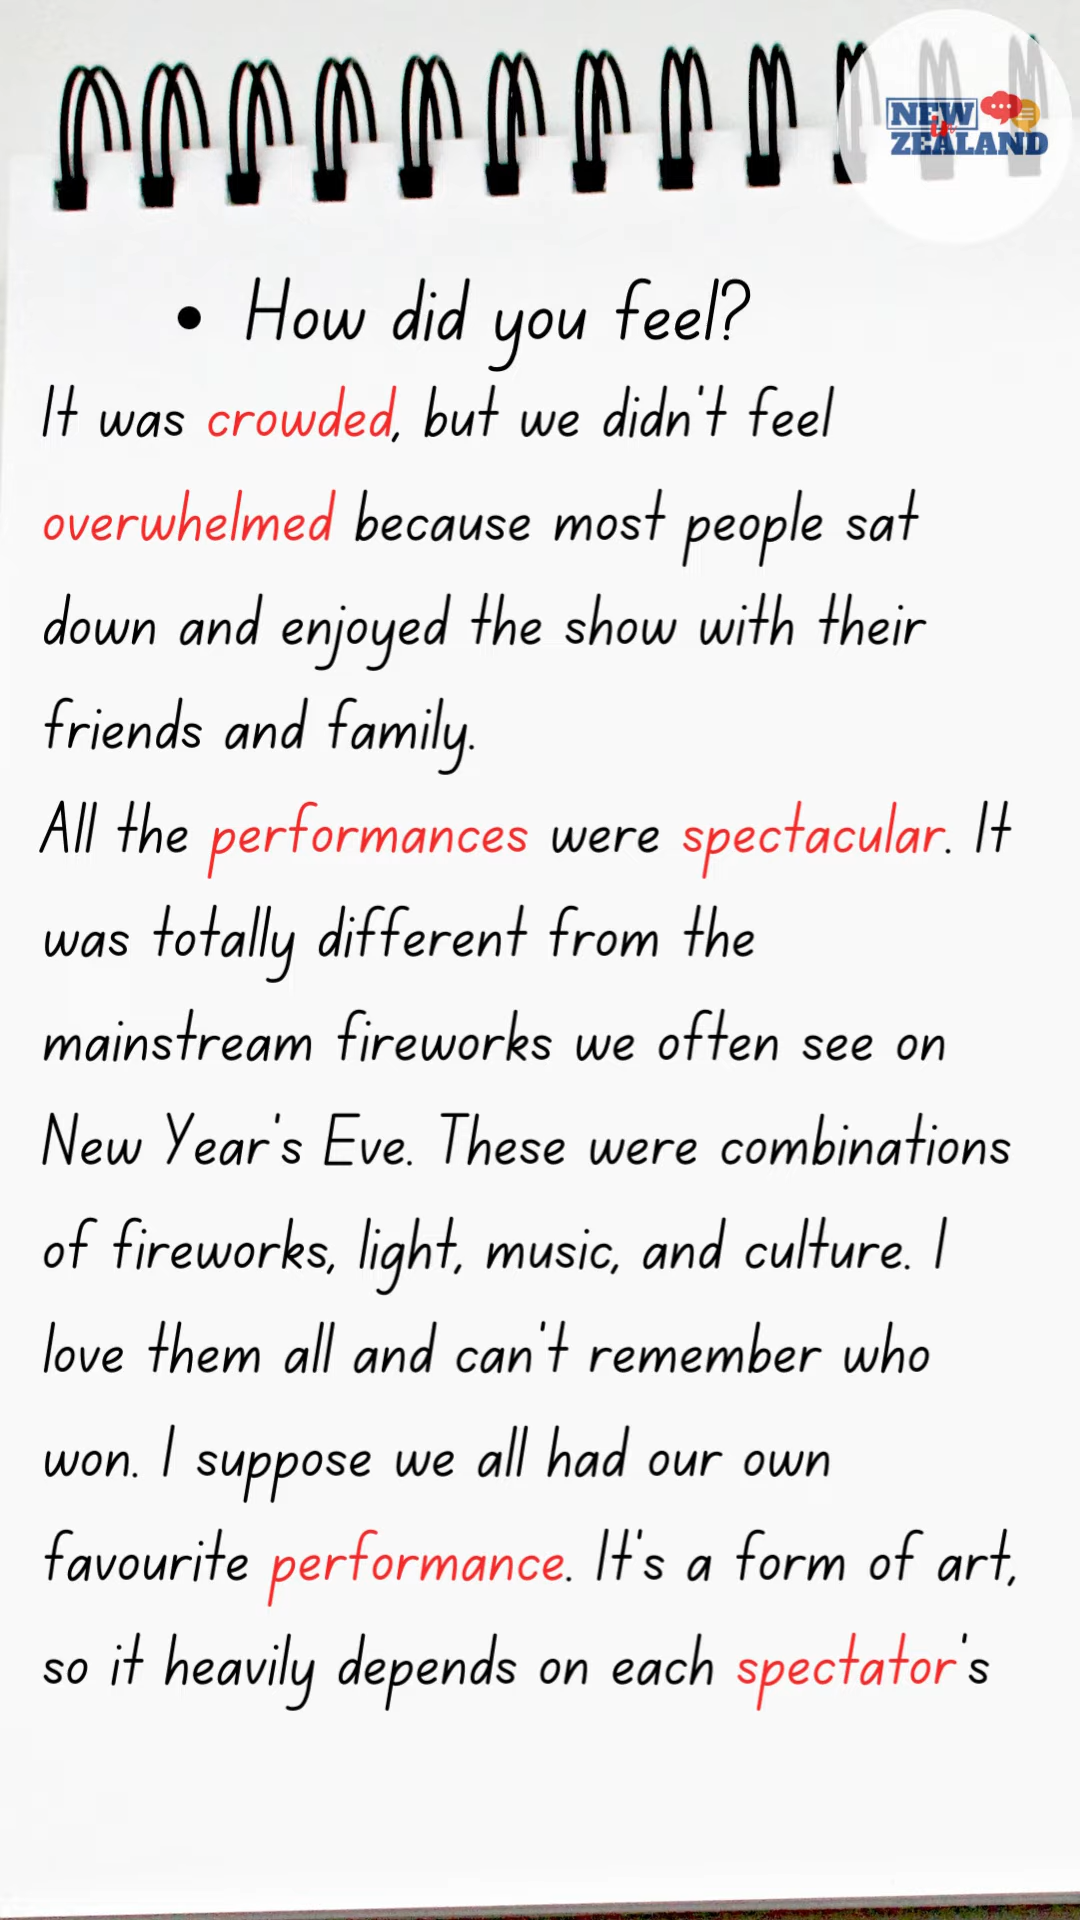 NEW
in
ZEALAND
• How did you feel?
It was crowded, but we didn't feel
overwhelmed because most people sat
down and enjoyed the show with their
friends and family.
All the performances were spectacular. It
was totally different from the
mainstream fireworks we often see on
New Year's Eve. These were combinations
of fireworks, light, music, and culture. I
love them all and can't remember who
won. I suppose we all had our own
favourite performance. It's a form of art,
so it heavily depends on each spectator's